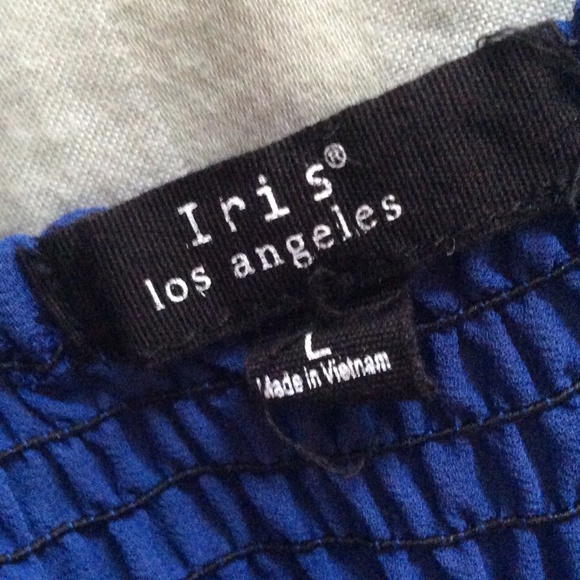 Iris®
los angeles
L
Made in Vietnam